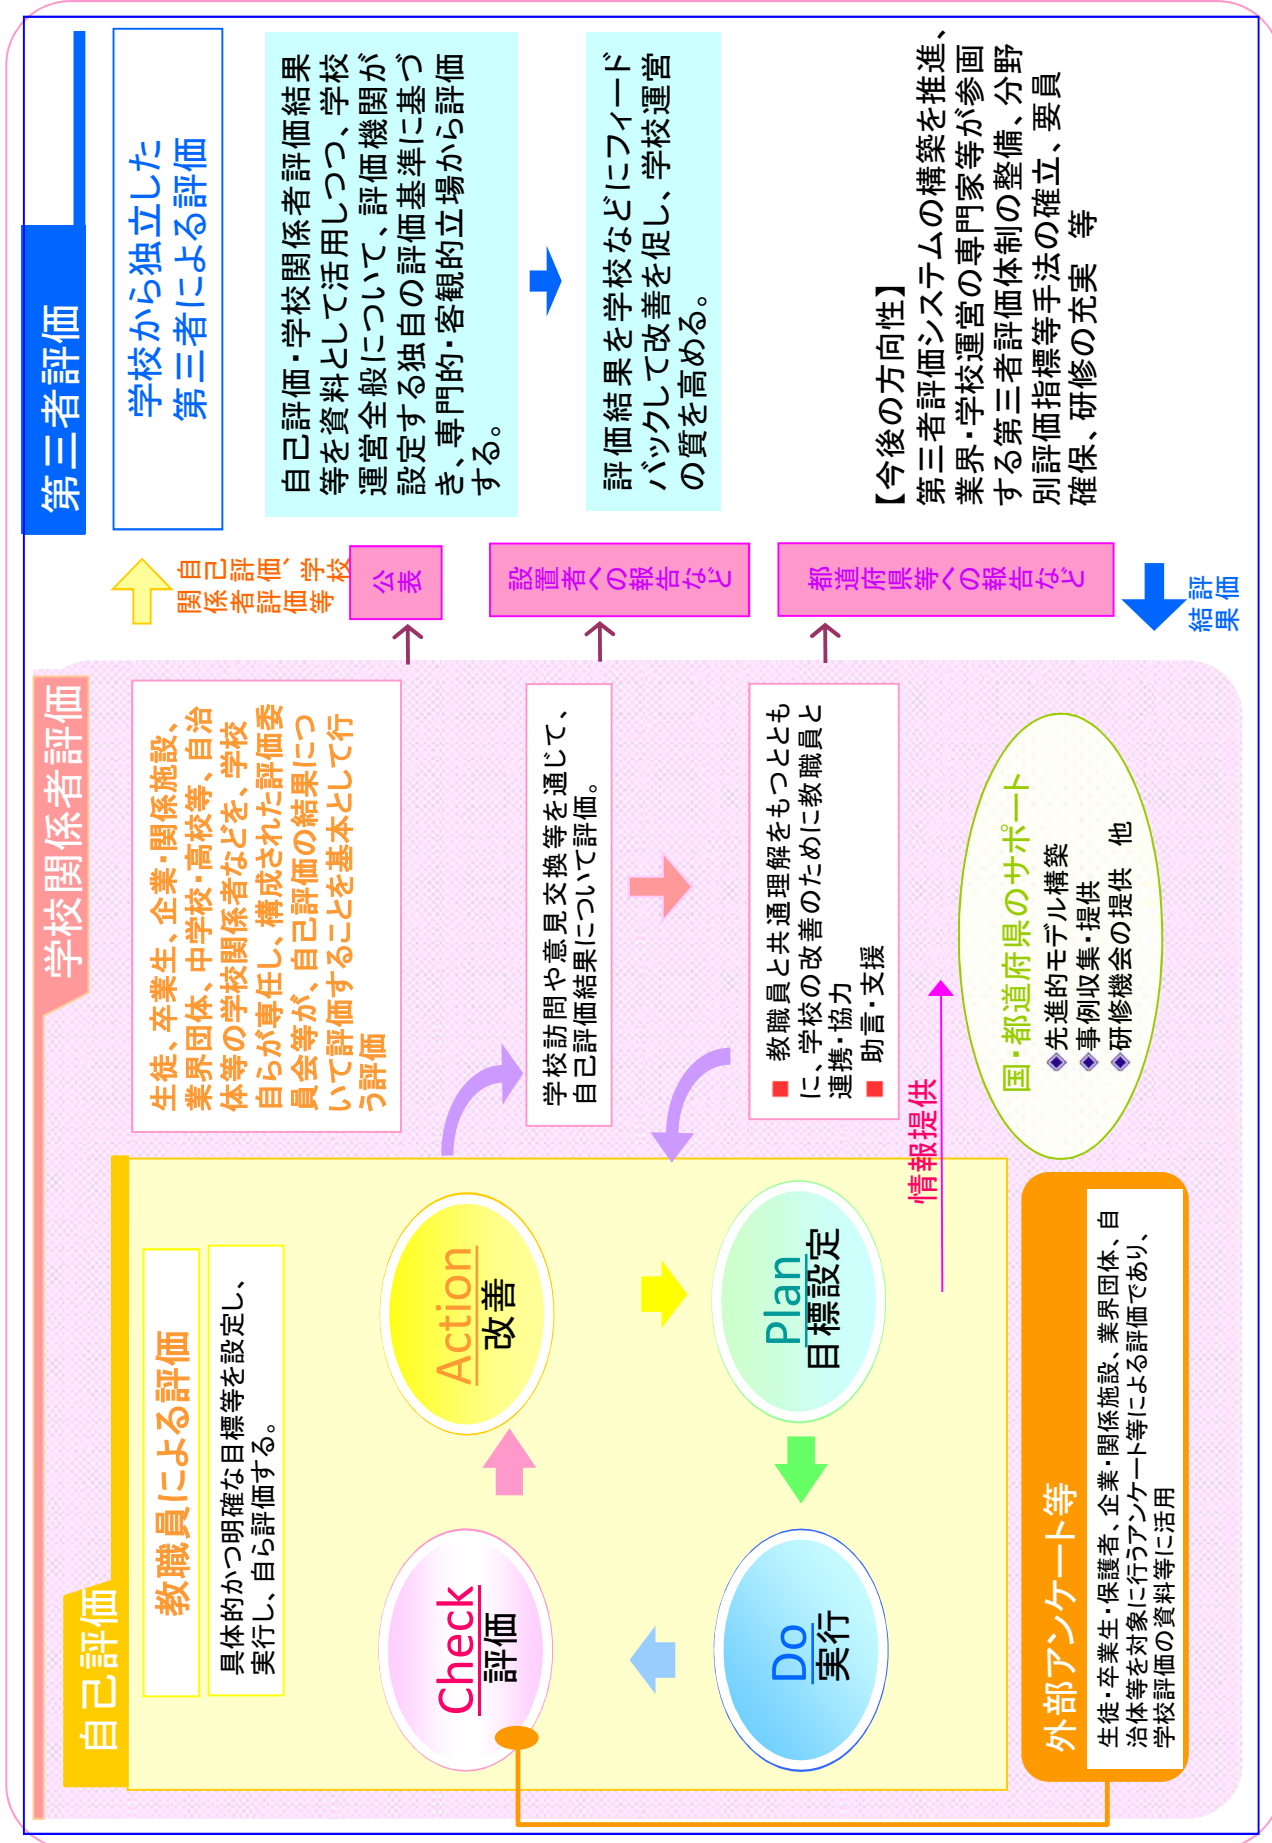 自己評価
教職員による評価
具体的かつ明確な目標等を設定し、
実行し、自ら評価する。
Check
評価
Action
改善
Do
実行
Plan
目標設定
外部アンケート等
生徒・卒業生・保護者、企業・関係施設、業界団体、自
治体等を対象に行うアンケート等による評価であり、
学校評価の資料等に活用
学校関係者評価
生徒、卒業生、企業・関係施設、
業界団体、中学校・高校等、自治
体等の学校関係者などを、学校
自らが専任し、構成された評価委
員会等が、自己評価の結果につ
いて評価することを基本として行
う評価
学校訪問や意見交換等を通じて、
自己評価結果について評価。
■ 教職員と共通理解をもつととも
に、学校の改善のために教職員と
連携・協力
■ 助言・支援
情報提供
国・都道府県のサポート
◆先進的モデル構築
◆事例収集・提供
◆研修機会の提供 他
自己評価、学校
関係者評価等
公表
設置者への報告など
都道府県等への報告など
評価
結果
第三者評価
学校から独立した
第三者による評価
自己評価・学校関係者評価結果
等を資料として活用しつつ、学校
運営全般について、評価機関が
設定する独自の評価基準に基づ
き、専門的・客観的立場から評価
する。
評価結果を学校などにフィード
バックして改善を促し、学校運営
の質を高める。
【今後の方向性】
第三者評価システムの構築を推進、
業界・学校運営の専門家等が参画
する第三者評価体制の整備、分野
別評価指標等手法の確立、要員
確保、研修の充実 等